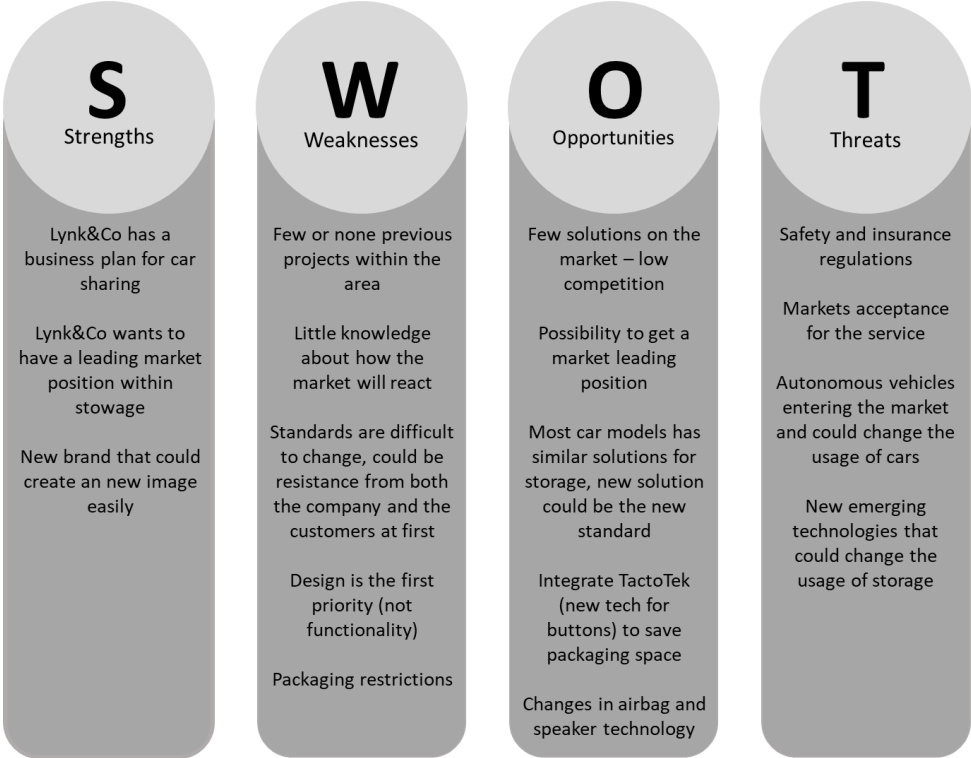 S
Strengths
Lynk&Co has a
business plan for car
sharing
Lynk&Co wants to
have a leading market
position within
stowage
New brand that could
create an new image
easily
W
Weaknesses
Few or none previous
projects within the
area
Little knowledge
about how the
market will react
Standards are difficult
to change, could be
resistance from both
the company and the
customers at first
Design is the first
priority (not
functionality)
Packaging restrictions
O
Opportunities
Few solutions on the
market – low
competition
Possibility to get a
market leading
position
Most car models has
similar solutions for
storage, new solution
could be the new
standard
Integrate TactoTek
(new tech for
buttons) to save
packaging space
Changes in airbag and
speaker technology
T
Threats
Safety and insurance
regulations
Markets acceptance
for the service
Autonomous vehicles
entering the market
and could change the
usage of cars
New emerging
technologies that
could change the
usage of storage